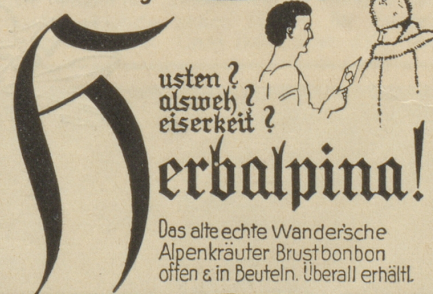 H
usten?
alsweh?
eiserkeit?
erbalpina!
Das alte echte Wander'sche
Alpenkräuter Brustbonbon
offen & in Beuteln. Überall erhältl.